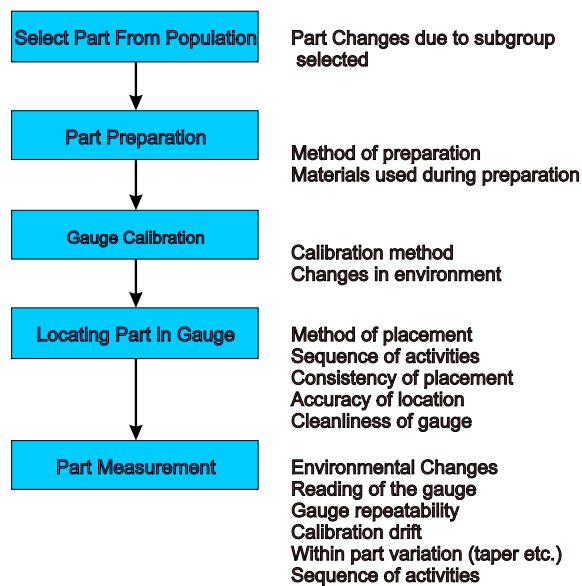 Select Part From Population
Part Changes due to subgroup
selected
Part Preparation
Method of preparation
Materials used during preparation
Gauge Calibration
Calibration method
Changes in environment
Locating Part in Gauge
Method of placement
Sequence of activities
Consistency of placement
Accuracy of location
Cleanliness of gauge
Part Measurement
Environmental Changes
Reading of the gauge
Gauge repeatability
Calibration drift
Within part variation (taper etc.)
Sequence of activities